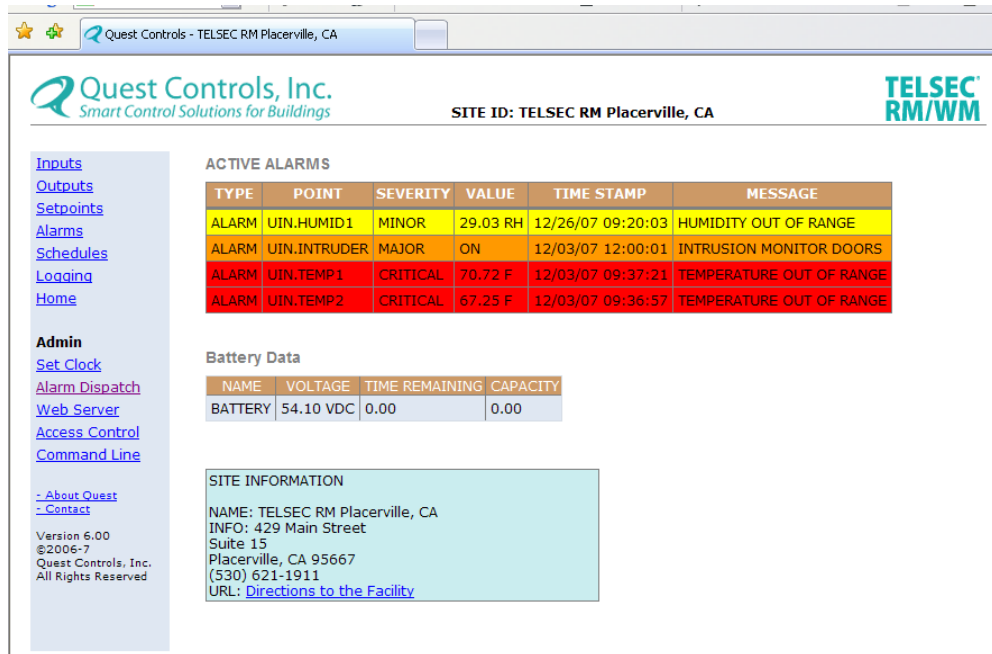 Quest Controls - TELSEC RM Placerville, CA
Quest Controls, Inc.
Smart Control Solutions for Buildings
SITE ID: TELSEC RM Placerville, CA
TELSEC
RM/WM
Inputs
Outputs
Setpoints
Alarms
Schedules
Logging
Home
Admin
Set Clock
Alarm Dispatch
Web Server
Access Control
Command Line
- About Quest
- Contact
Version 6.00
©2006-7
Quest Controls, Inc.
All Rights Reserved
ACTIVE ALARMS
TYPE POINT SEVERITY VALUE TIME STAMP MESSAGE
ALARM UIN.HUMID1 MINOR 29.03 RH 12/26/07 09:20:03 HUMIDITY OUT OF RANGE
ALARM UIN.INTRUDER MAJOR ON 12/03/07 12:00:01 INTRUSION MONITOR DOORS
ALARM UIN.TEMP1 CRITICAL 70.72 F 12/03/07 09:37:21 TEMPERATURE OUT OF RANGE
ALARM UIN.TEMP2 CRITICAL 67.25 F 12/03/07 09:36:57 TEMPERATURE OUT OF RANGE
Battery Data
NAME VOLTAGE TIME REMAINING CAPACITY
BATTERY 54.10 VDC 0.00 0.00
SITE INFORMATION
NAME: TELSEC RM Placerville, CA
INFO: 429 Main Street
Suite 15
Placerville, CA 95667
(530) 621-1911
URL: Directions to the Facility